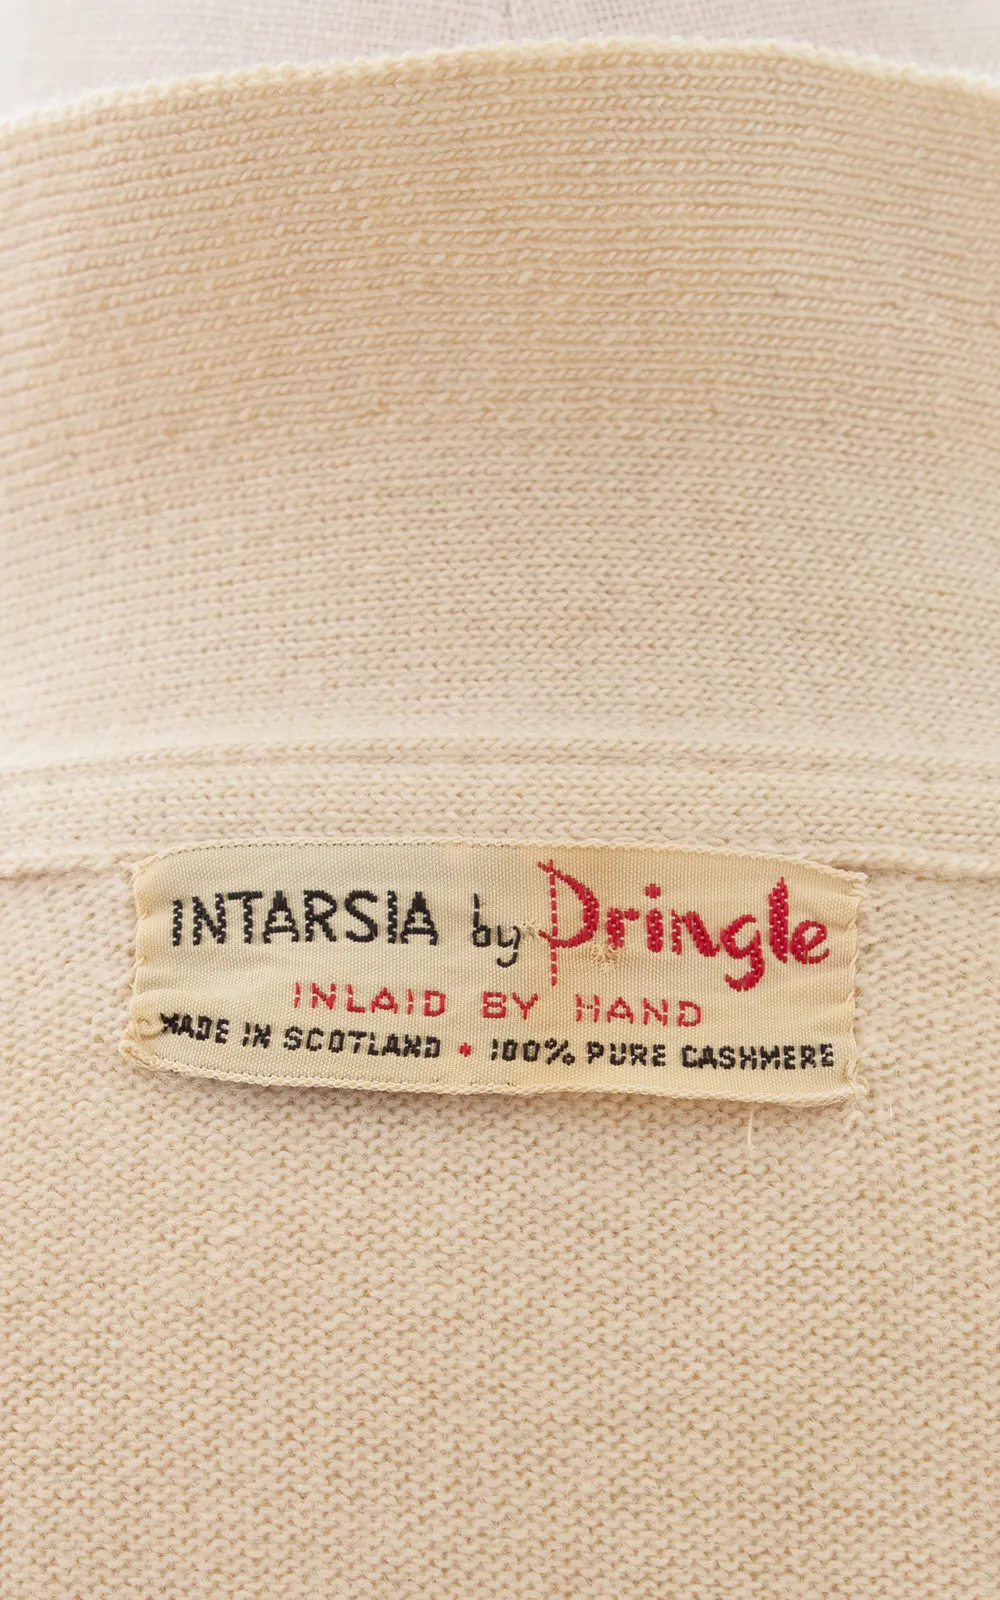 INTARSIA by Pringle
INLAID BY HAND
MADE IN SCOTLAND • 100% PURE CASHMERE